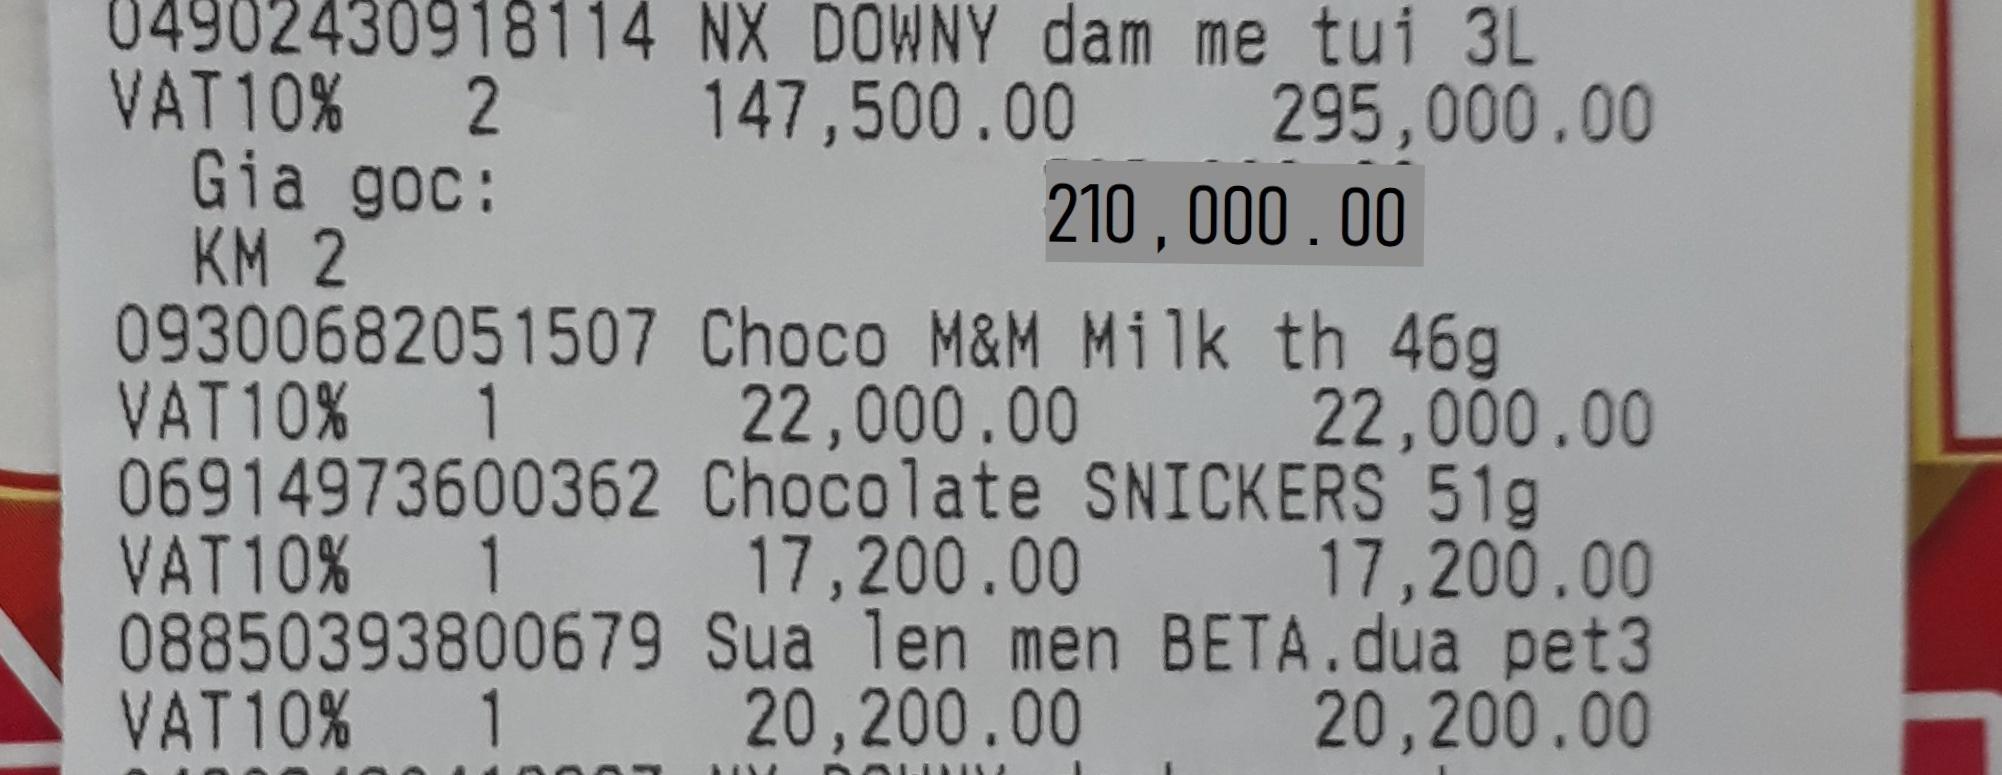 04902430918114 NX DOWNY dam me tui 3L
VAT10% 2 147,500.00 295,000.00
Gia goc: 210,000.00
KM 2
09300682051507 Choco M&M Milk th 46g
VAT10% 1 22,000.00 22,000.00
06914973600362 Chocolate SNICKERS 51g
VAT10% 1 17,200.00 17,200.00
08850393800679 Sua len men BETA.dua pet3
VAT10% 1 20,200.00 20,200.00
NX DOWNY